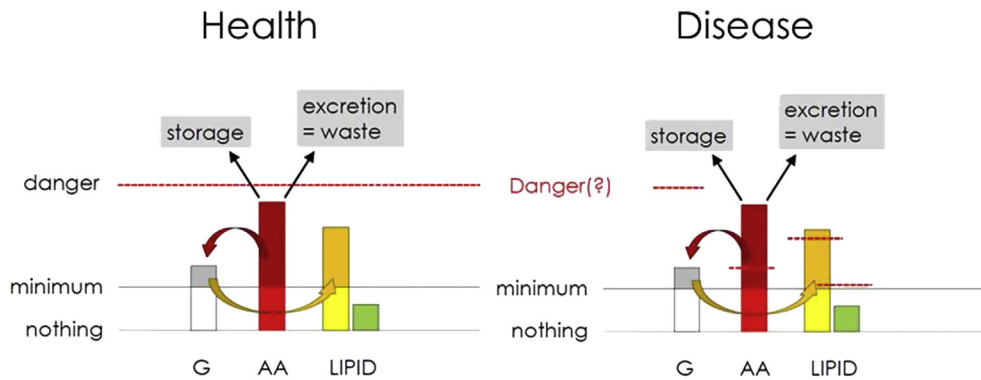 Health
Disease
storage
excretion
= waste
danger
minimum
nothing
G AA LIPID
storage
excretion
= waste
Danger(?)
minimum
nothing
G AA LIPID